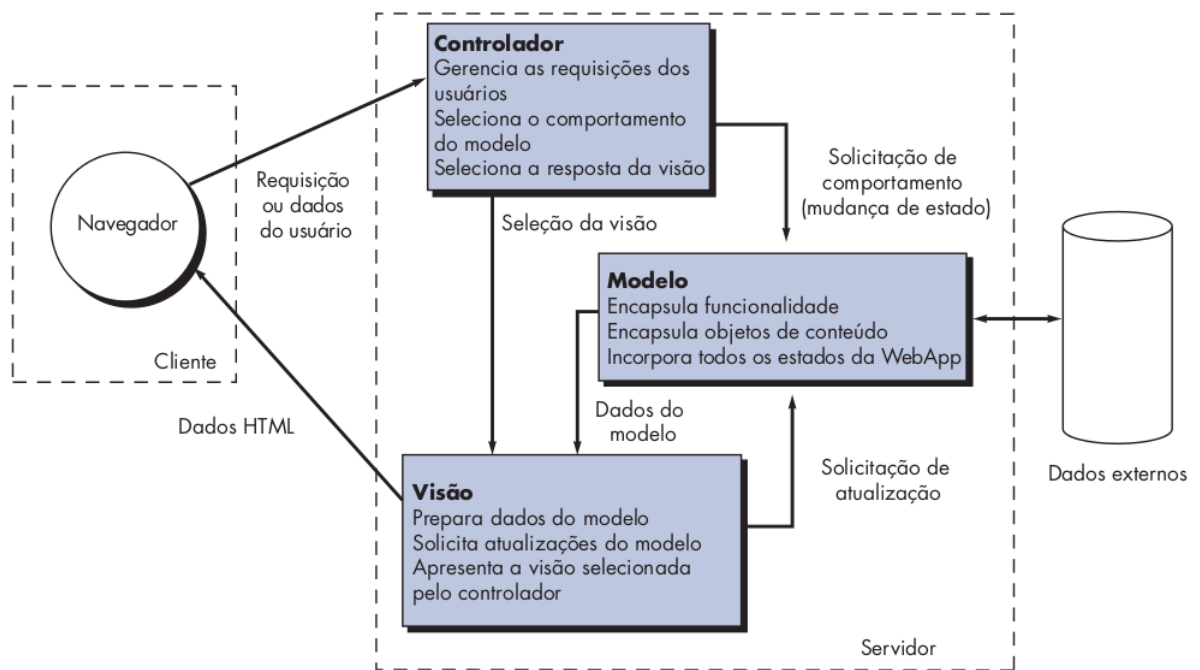 Controlador
Gerencia as requisições dos
usuários
Seleciona o comportamento
do modelo
Seleciona a resposta da visão
Navegador
Requisição
ou dados
do usuário
Seleção da visão
Solicitação de
comportamento
(mudança de estado)
Modelo
Encapsula funcionalidade
Encapsula objetos de conteúdo
Incorpora todos os estados da WebApp
Cliente
Dados HTML
Dados do
modelo
Solicitação de
atualização
Dados externos
Visão
Prepara dados do modelo
Solicita atualizações do modelo
Apresenta a visão selecionada
pelo controlador
Servidor